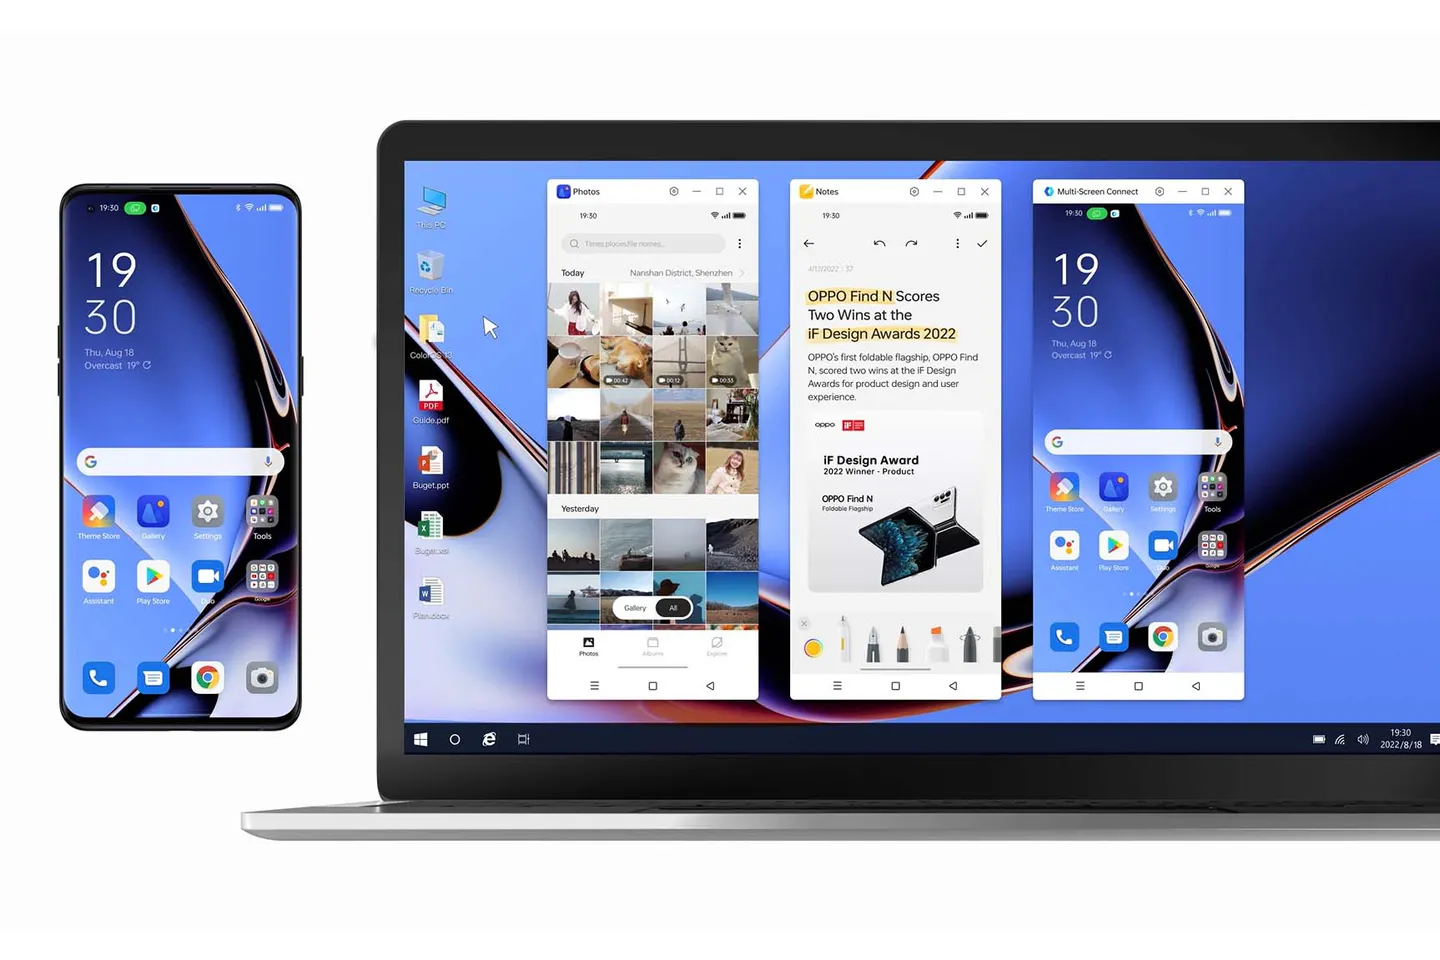 19:30
19
30
Thu, Aug 18
Overcast 19°
Theme Store
Gallery
Settings
Tools
Assistant
Play Store
Duo
Google
This PC
Recycle Bin
ColorOS 13
PDF
Guide.pdf
Buget.ppt
Buget.xsl
Plan.docx
Photos
19:30
Times,places,file names...
Today
Nanshan District, Shenzhen
00:42
00:12
00:33
Yesterday
Gallery
All
Photos
Albums
Explore
Notes
19:30
4/12/2022
OPPO Find N Scores
Two Wins at the
iF Design Awards 2022
OPPO's first foldable flagship, OPPO Find
N, scored two wins at the iF Design
Awards for product design and user
experience.
oppo
iF
iF Design Award
2022 Winner - Product
OPPO Find N
Foldable Flagship
Multi-Screen Connect
19:30
19
30
Thu, Aug 18
Overcast 19°
Theme Store
Gallery
Settings
Tools
Assistant
Play Store
Duo
Google
19:30
2022/8/18